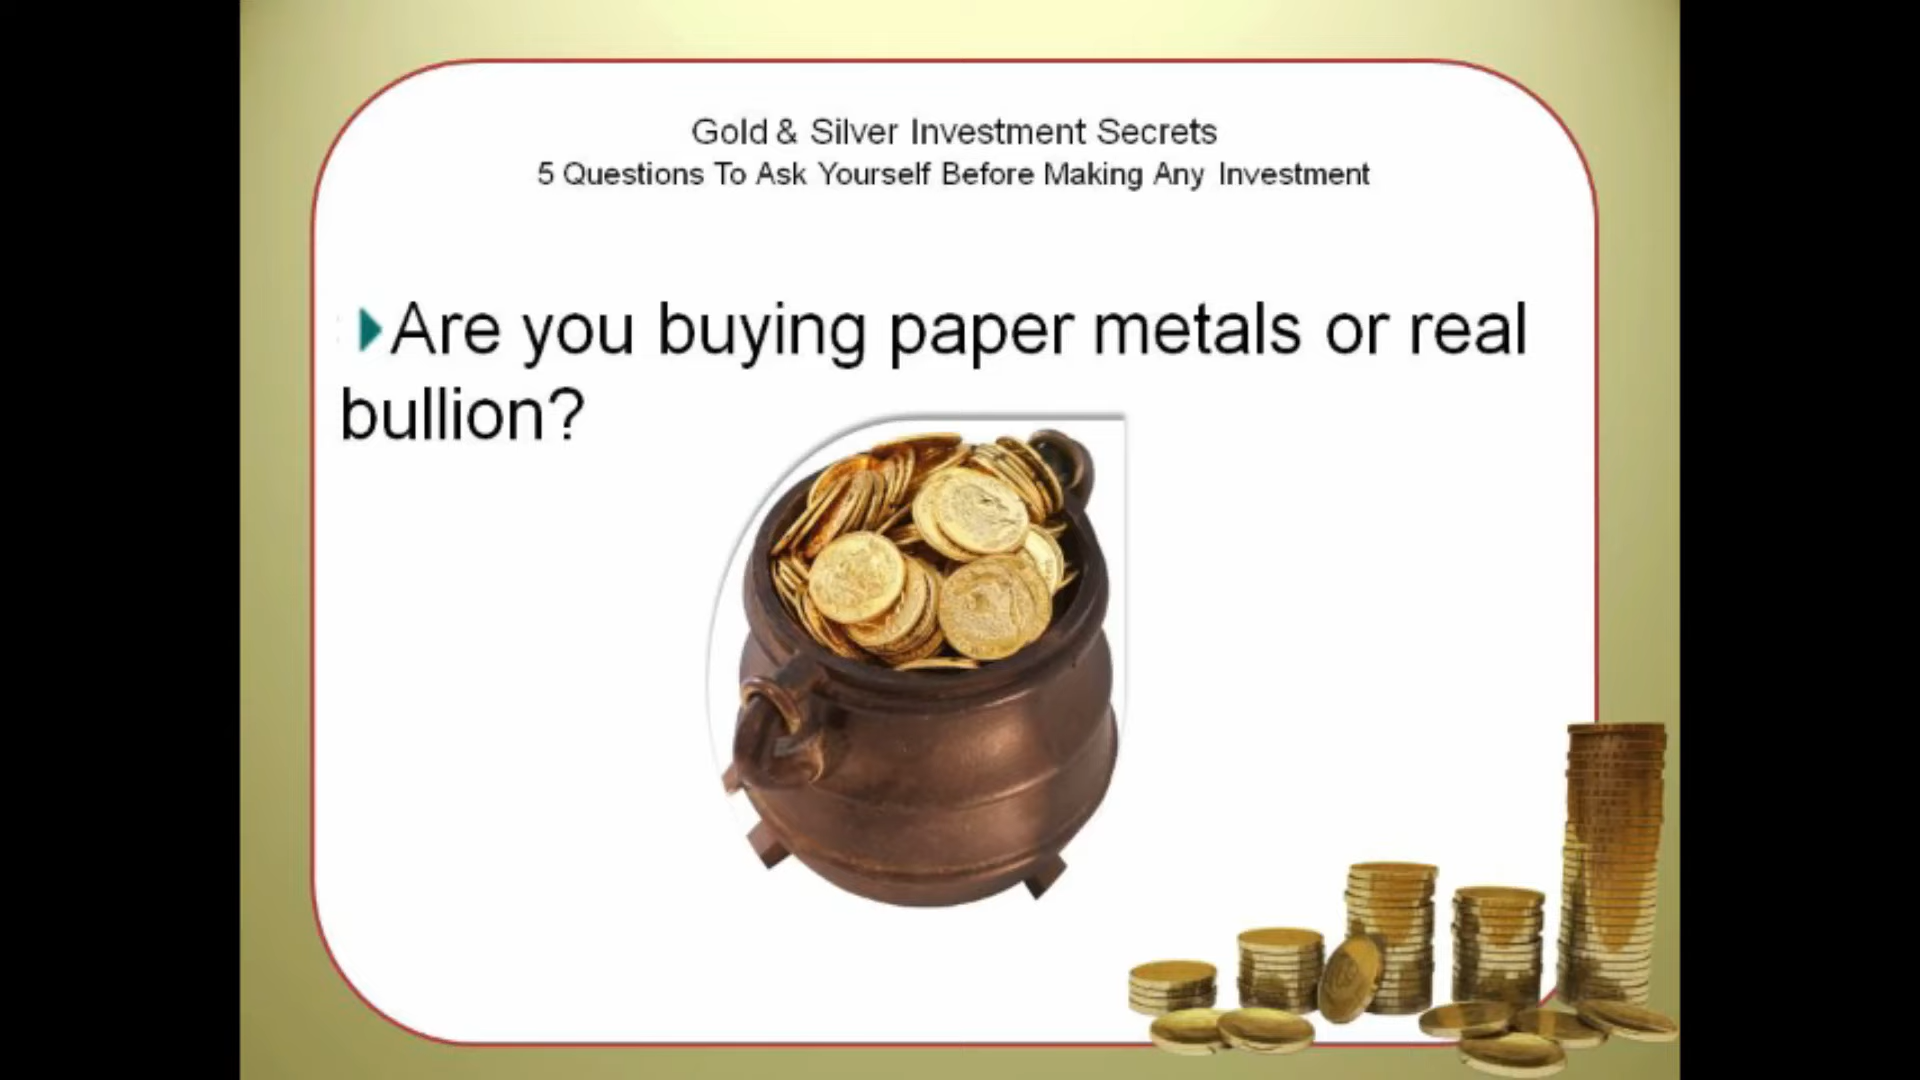 Gold & Silver Investment Secrets
5 Questions To Ask Yourself Before Making Any Investment
Are you buying paper metals or real
bullion?